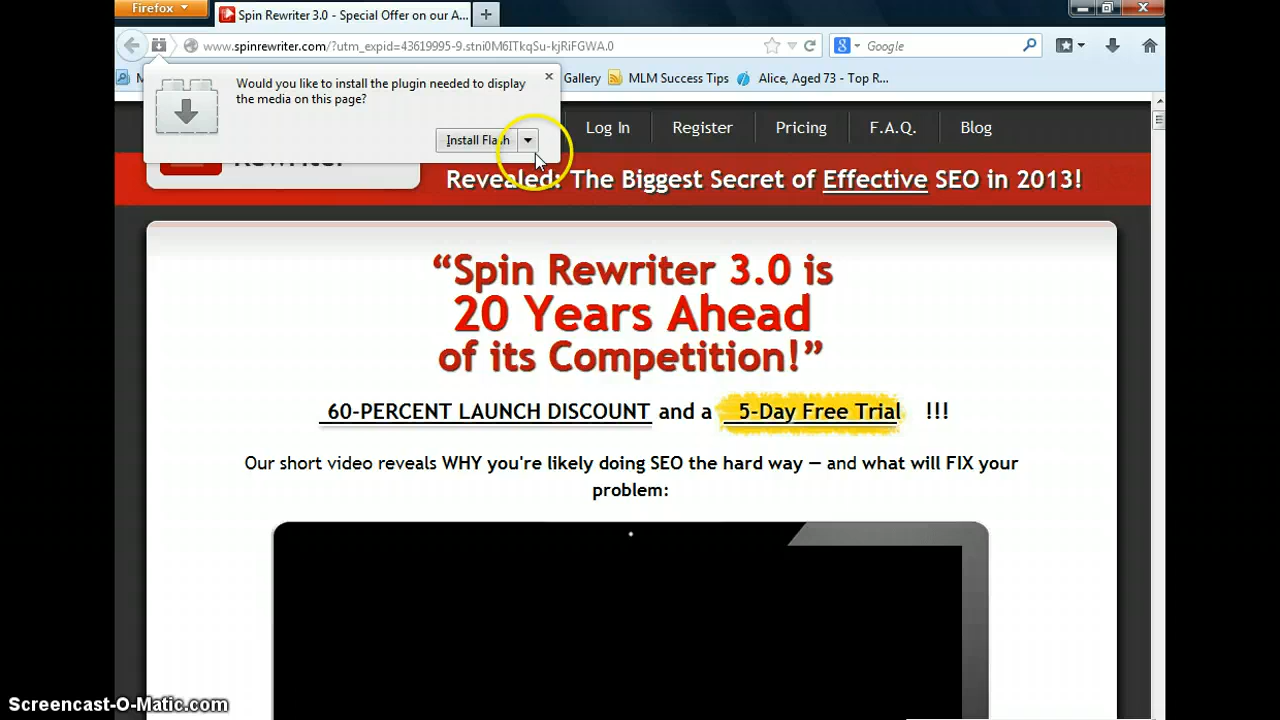 Firefox
Spin Rewriter 3.0 - Special Offer on our A...
www.spinrewriter.com/?utm_expid=43619995-9.stni0M6ITkqSu-kjRiFGWA.0
Google
M
Gallery
MLM Success Tips
Alice, Aged 73 - Top R...
Would you like to install the plugin needed to display
the media on this page?
Install Flash
Log In
Register
Pricing
F.A.Q.
Blog
Rewriter
Revealed: The Biggest Secret of Effective SEO in 2013!
“Spin Rewriter 3.0 is
20 Years Ahead
of its Competition!”
60-PERCENT LAUNCH DISCOUNT and a 5-Day Free Trial !!!
Our short video reveals WHY you're likely doing SEO the hard way — and what will FIX your
problem:
Screencast-O-Matic.com